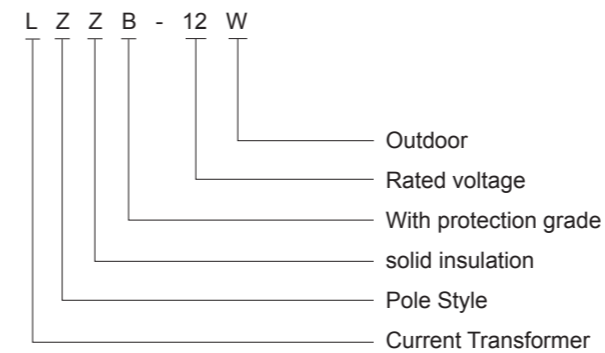 L Z Z B - 12 W
Outdoor
Rated voltage
With protection grade
solid insulation
Pole Style
Current Transformer